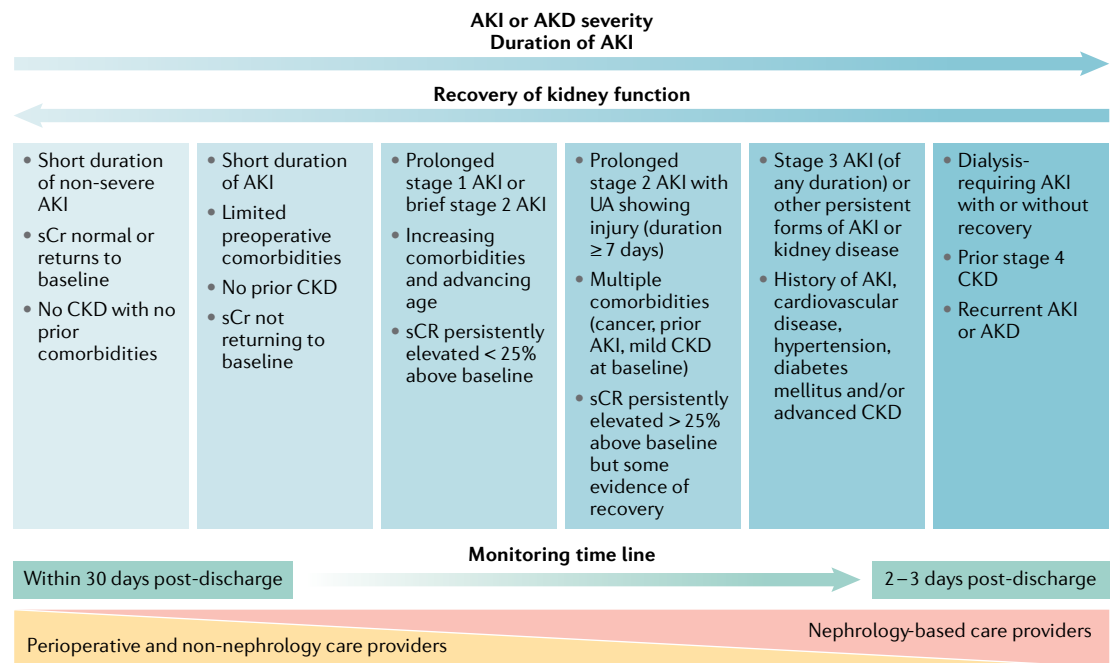 AKI or AKD severity
Duration of AKI
Recovery of kidney function
• Short duration
of non-severe
AKI
• sCr normal or
returns to
baseline
• No CKD with no
prior
comorbidities
• Short duration
of AKI
• Limited
preoperative
comorbidities
• No prior CKD
• sCr not
returning to
baseline
• Prolonged
stage 1 AKI or
brief stage 2 AKI
• Increasing
comorbidities
and advancing
age
• sCR persistently
elevated < 25%
above baseline
• Prolonged
stage 2 AKI with
UA showing
injury (duration
≥ 7 days)
• Multiple
comorbidities
(cancer, prior
AKI, mild CKD
at baseline)
• sCR persistently
elevated > 25%
above baseline
but some
evidence of
recovery
• Stage 3 AKI (of
any duration) or
other persistent
forms of AKI or
kidney disease
• History of AKI,
cardiovascular
disease,
hypertension,
diabetes
mellitus and/or
advanced CKD
• Dialysis-
requiring AKI
with or without
recovery
• Prior stage 4
CKD
• Recurrent AKI
or AKD
Monitoring time line
Within 30 days post-discharge
2–3 days post-discharge
Nephrology-based care providers
Perioperative and non-nephrology care providers